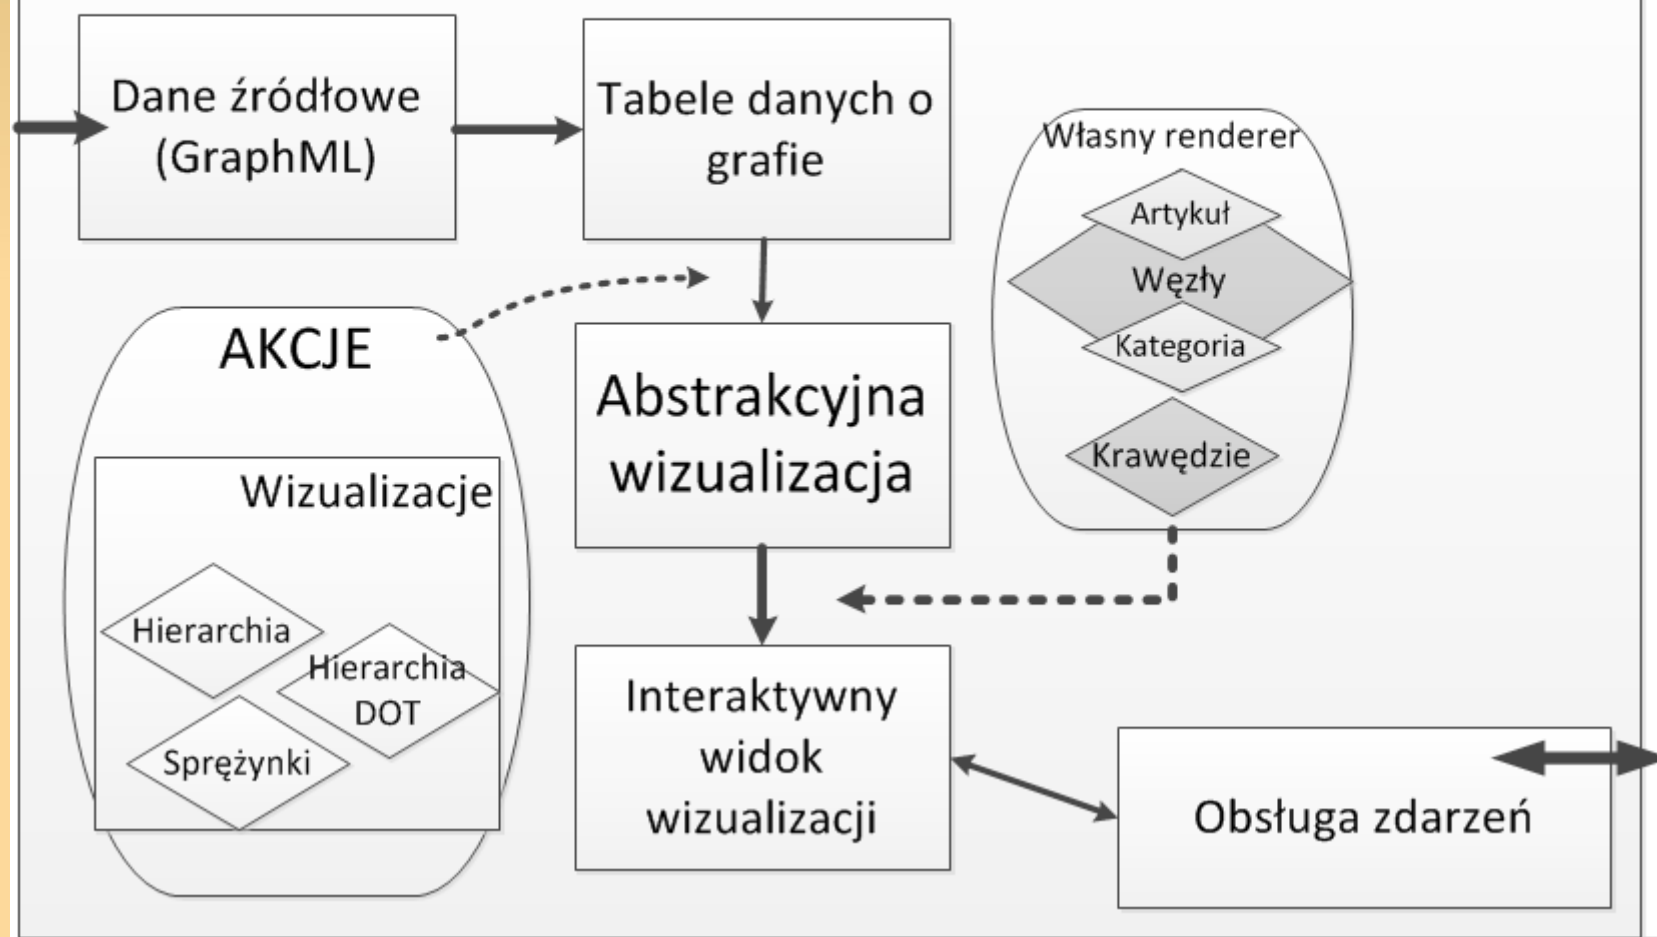 Dane źródłowe
(GraphML)
Tabele danych o
grafie
Własny renderer
Artykuł
Węzły
Kategoria
Krawędzie
AKCJE
Wizualizacje
Hierarchia
Hierarchia
DOT
Sprężynki
Abstrakcyjna
wizualizacja
Interaktywny
widok
wizualizacji
Obsługa zdarzeń